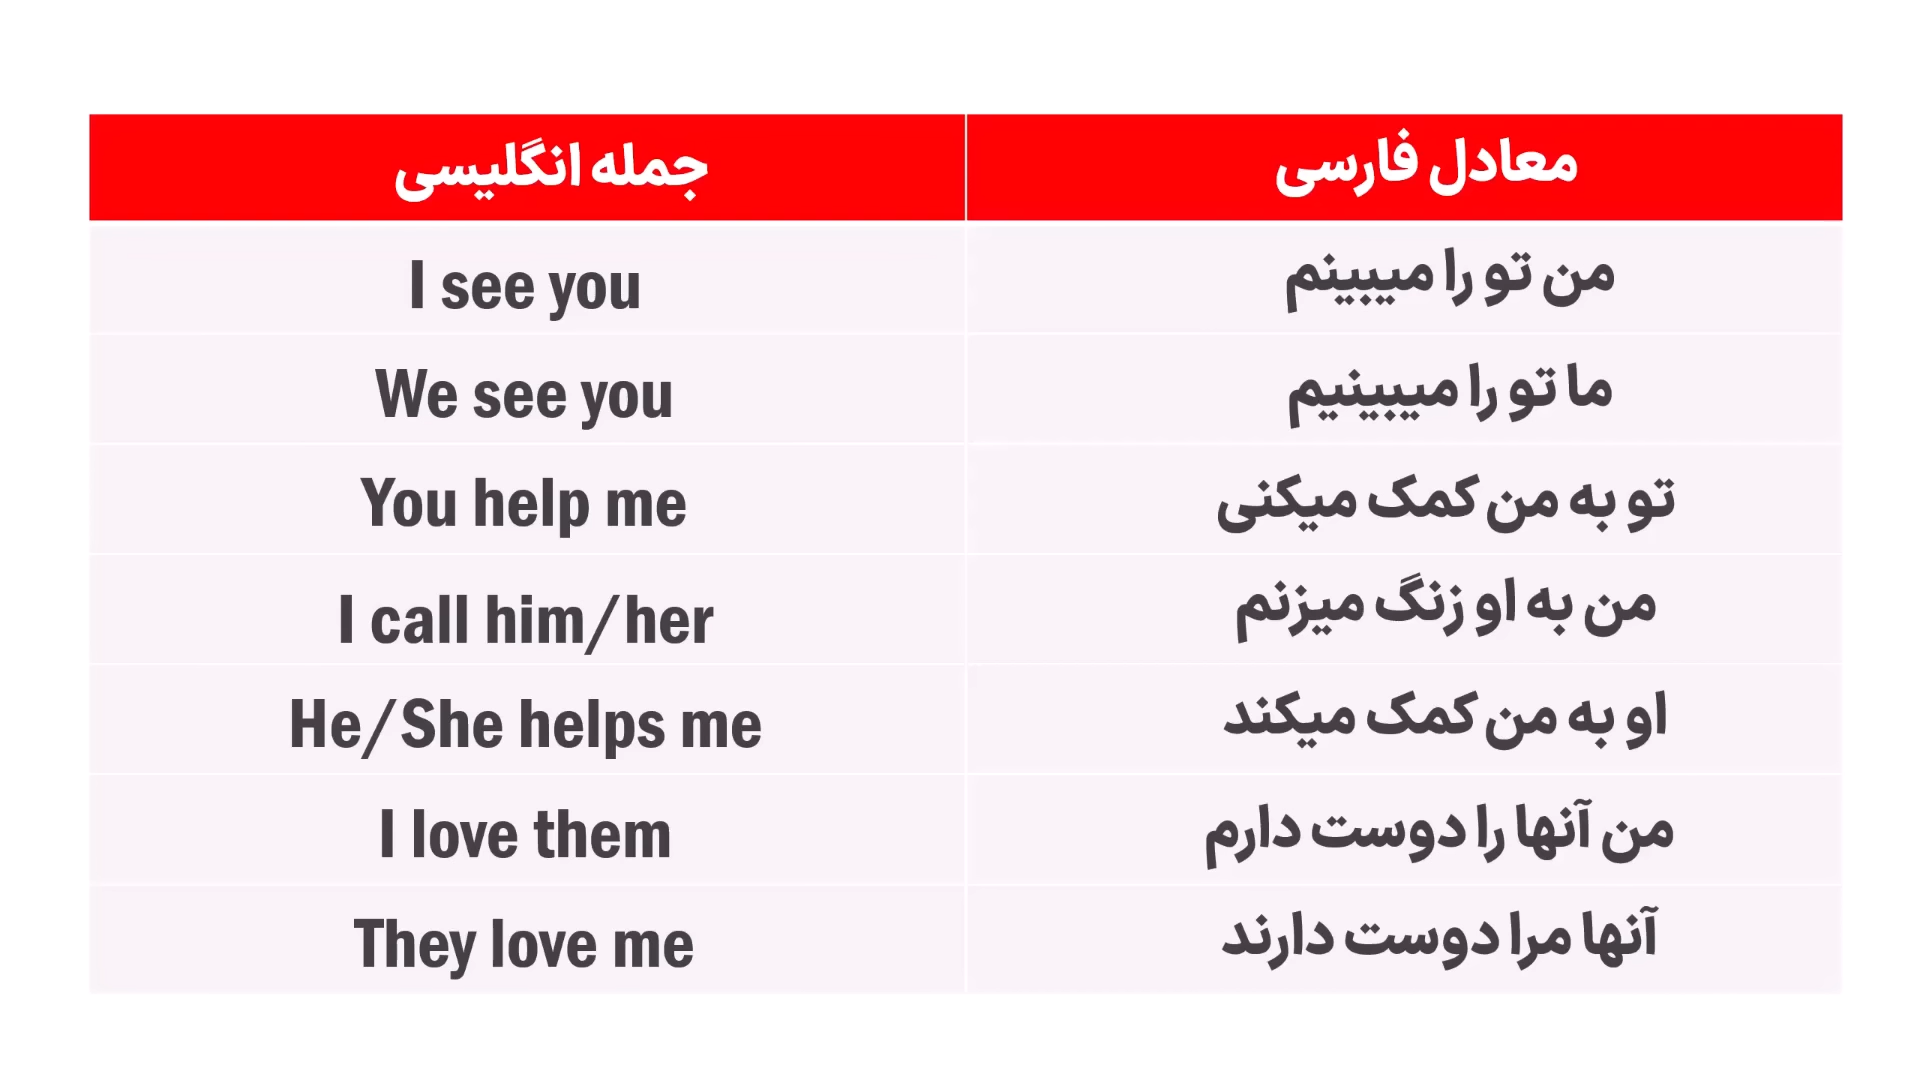 جمله انگلیسی	معادل فارسی
I see you	من تو را میبینم
We see you	ما تو را میبینیم
You help me	تو به من کمک میکنی
I call him/her	من به او زنگ میزنم
He/She helps me	او به من کمک میکند
I love them	من آنها را دوست دارم
They love me	آنها مرا دوست دارند